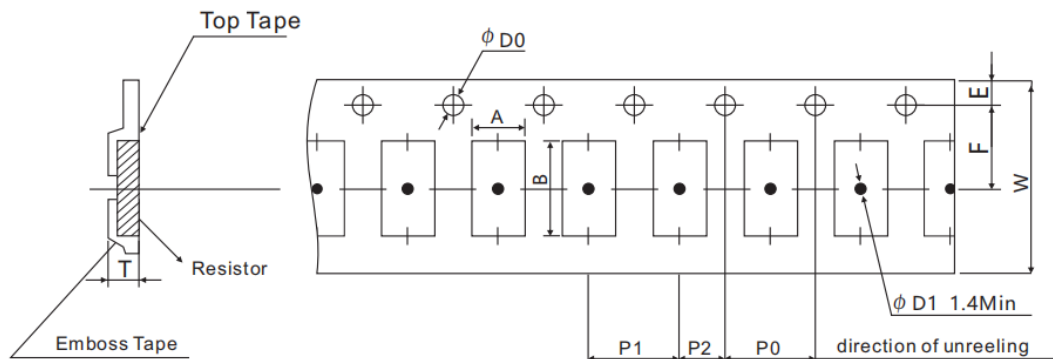 Top Tape
ϕ D0
E
A
F
B
W
T
Resistor
ϕ D1 1.4Min
Emboss Tape
P1
P2
P0
direction of unreeling